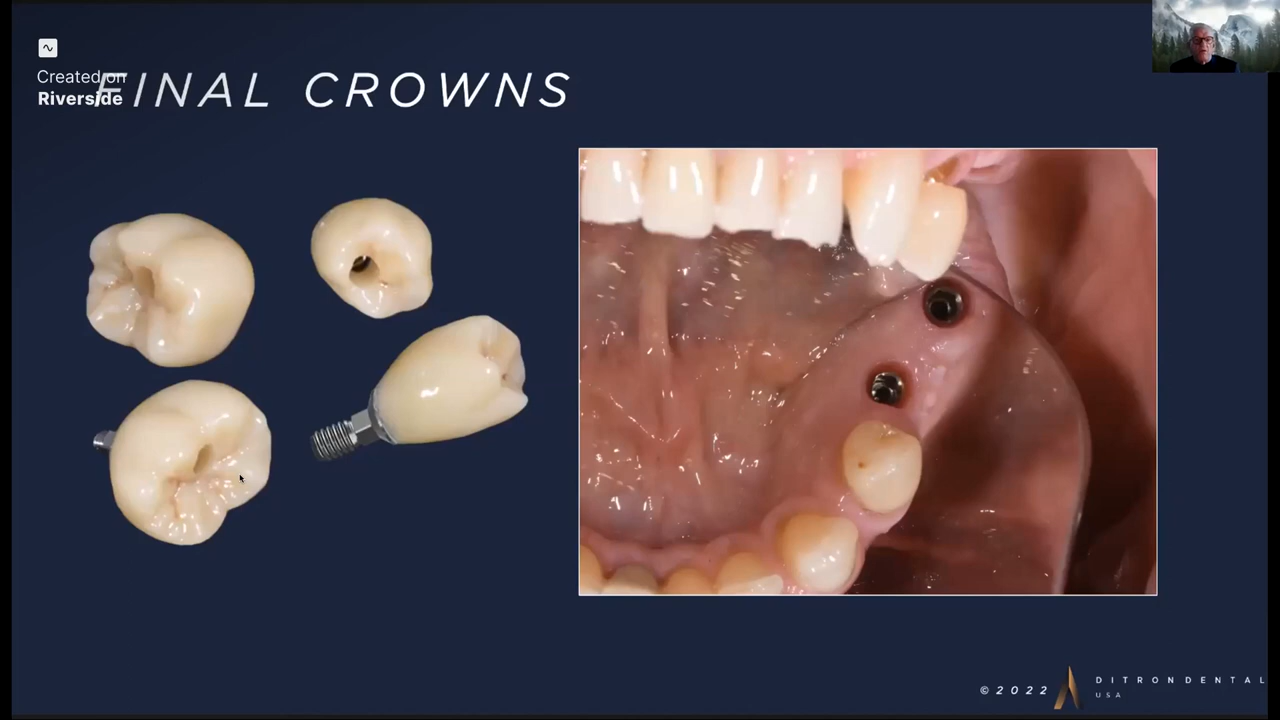 Created on
Riverside
FINAL CROWNS
©2022
DITRONDENTAL
USA